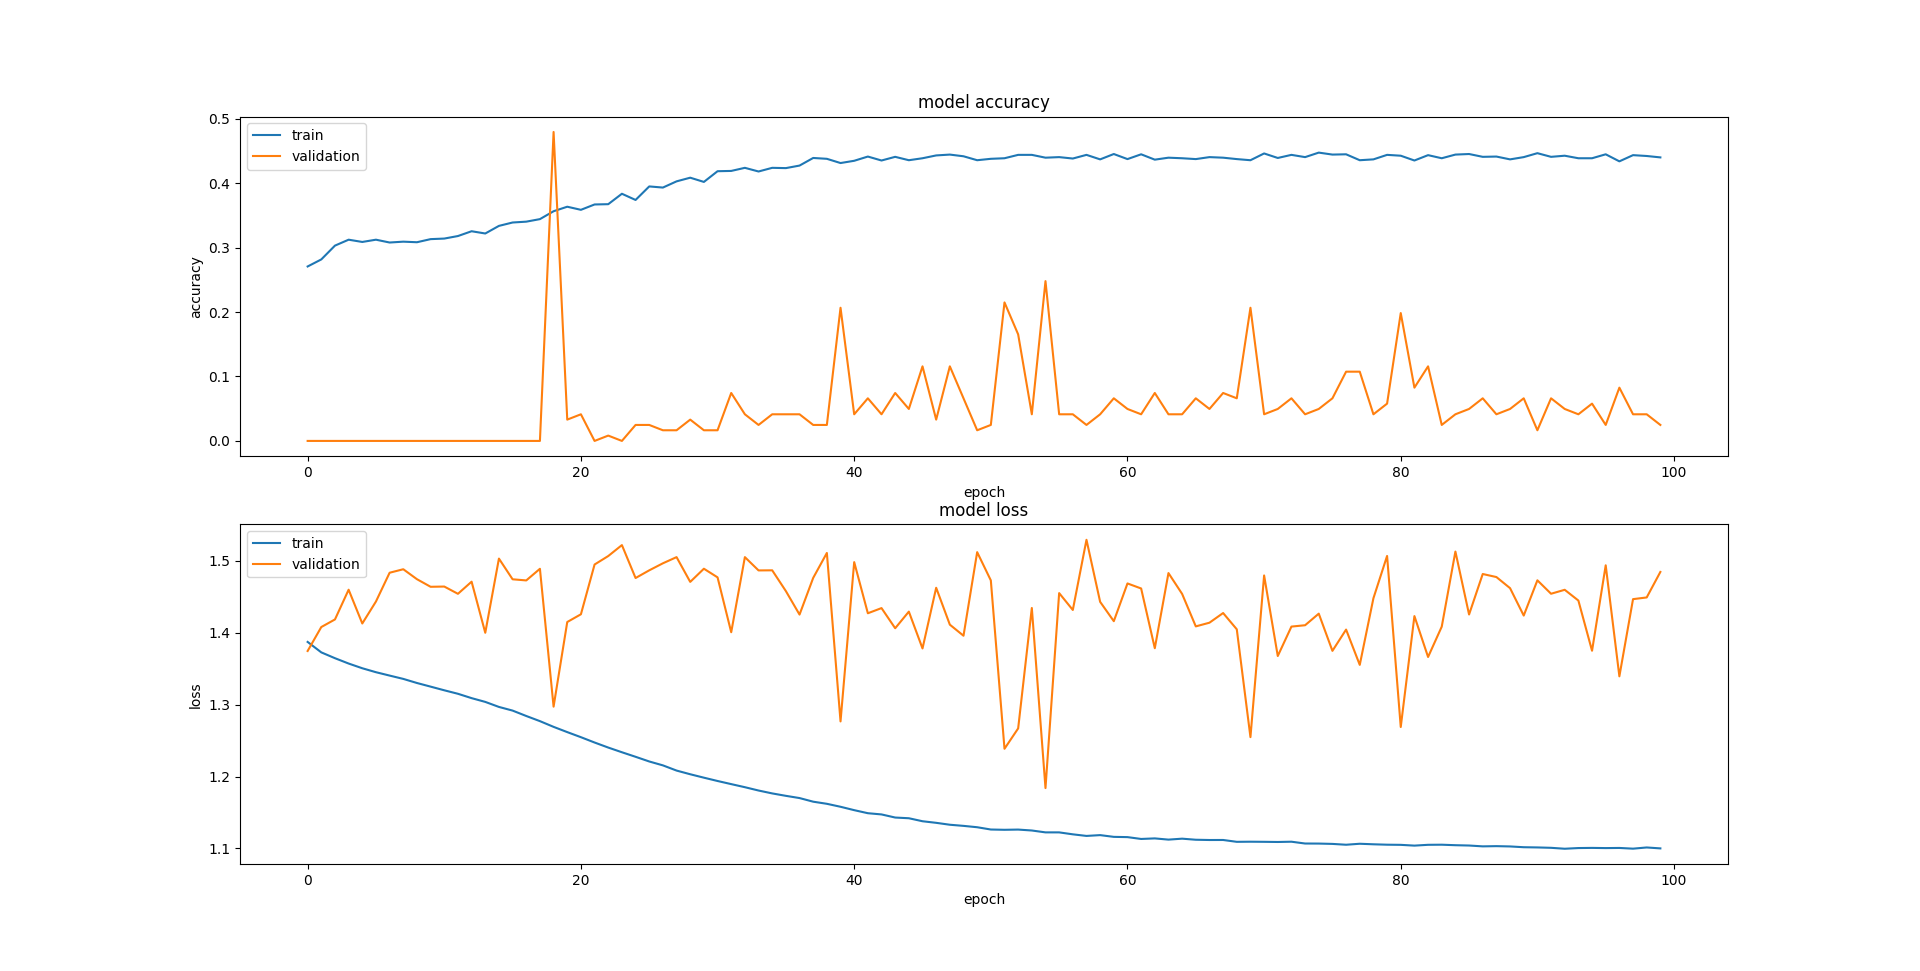 model accuracy
train
validation
0.5
0.4
0.3
0.2
0.1
0.0
accuracy
0 20 40 60 80 100
epoch
model loss
train
validation
1.5
1.4
1.3
1.2
1.1
loss
0 20 40 60 80 100
epoch